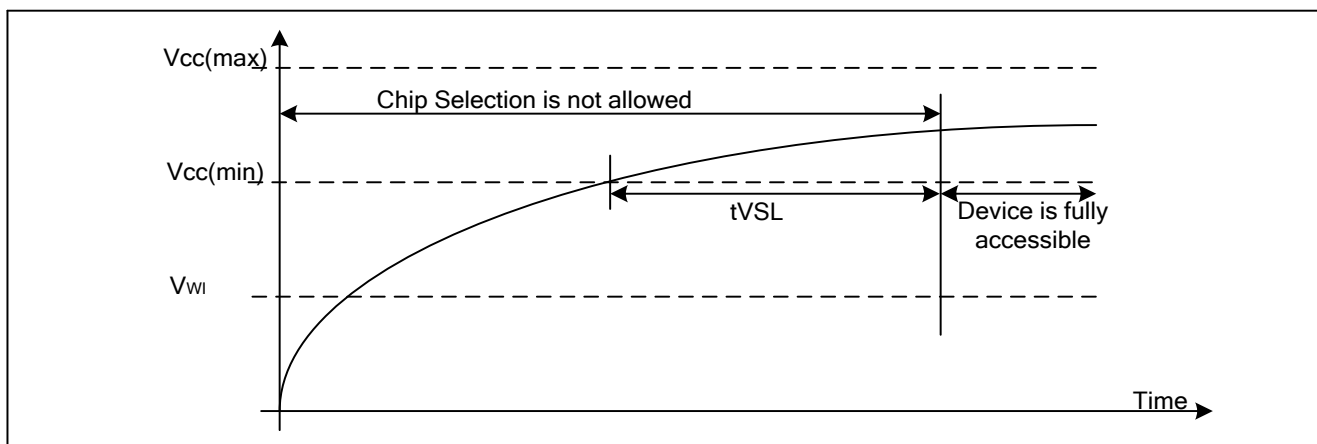 Vcc(max)
Chip Selection is not allowed
Vcc(min)
tVSL
Device is fully
accessible
VWI
Time